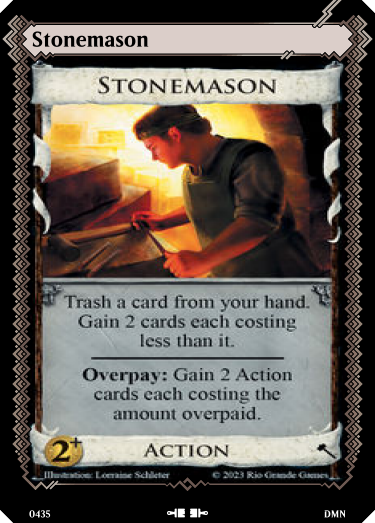 Stonemason
STONEMASON
Trash a card from your hand.
Gain 2 cards each costing
less than it.
Overpay: Gain 2 Action
cards each costing the
amount overpaid.
2+
ACTION
Illustration: Lorraine Schleter
© 2023 Rio Grande Games
0435
DMN